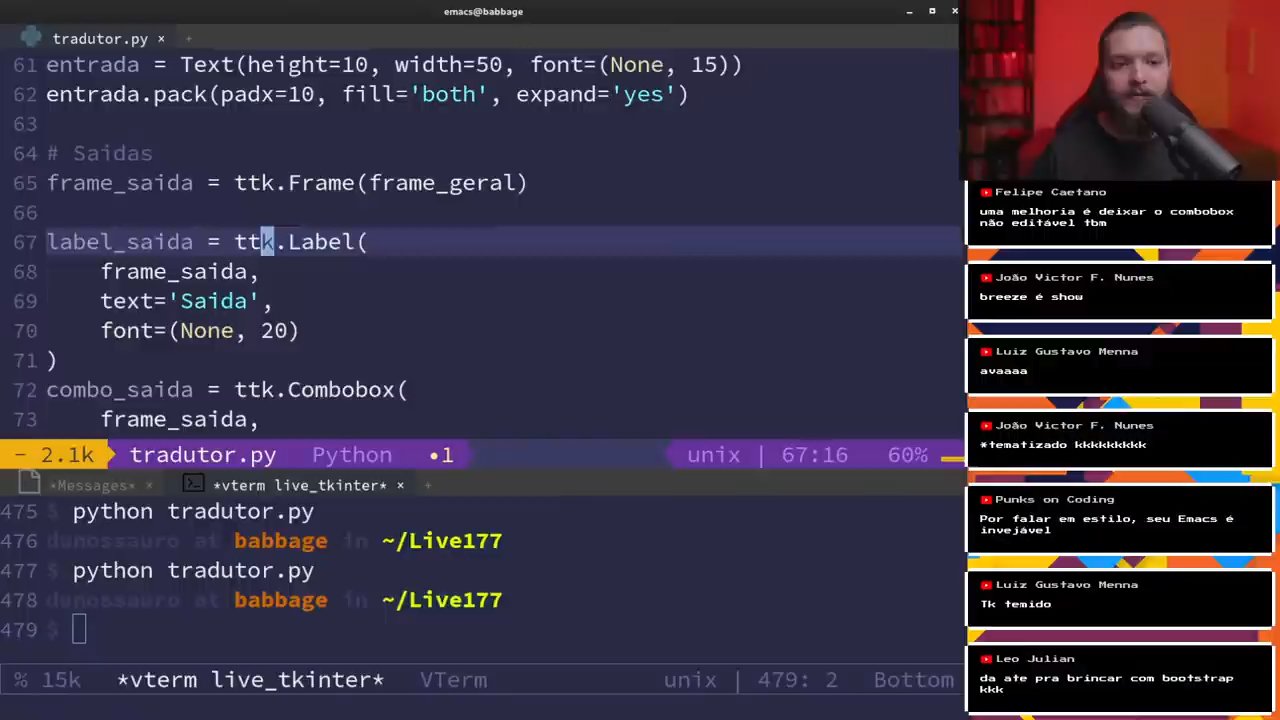 emacs@babbage
tradutor.py × +
61 entrada = Text(height=10, width=50, font=(None, 15))
62 entrada.pack(padx=10, fill='both', expand='yes')
63
64 # Saidas
65 frame_saida = ttk.Frame(frame_geral)
66
67 label_saida = ttk.Label(
68 frame_saida,
69 text='Saida',
70 font=(None, 20)
71 )
72 combo_saida = ttk.Combobox(
73 frame_saida,
- 2.1k tradutor.py Python •1 unix | 67:16 60%
*Messages* × *vterm live_tkinter* × +
475 $ python tradutor.py
476 dunossauro at babbage in ~/Live177
477 $ python tradutor.py
478 dunossauro at babbage in ~/Live177
479 $
% 15k *vterm live_tkinter* VTerm unix | 479: 2 Bottom
Felipe Caetano
uma melhoria é deixar o combobox
não editável tbm
João Victor F. Nunes
breeze é show
Luiz Gustavo Menna
avaaaa
João Victor F. Nunes
*tematizado kkkkkkkkk
Punks on Coding
Por falar em estilo, seu Emacs é
invejável
Luiz Gustavo Menna
Tk temido
Leo Julian
da ate pra brincar com bootstrap
kkk